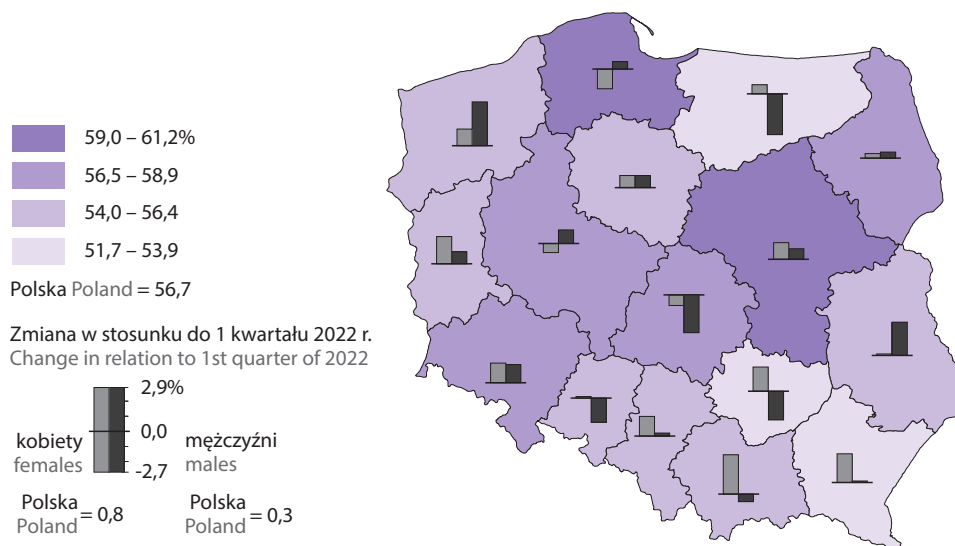 59,0 – 61,2%
56,5 – 58,9
54,0 – 56,4
51,7 – 53,9
Polska Poland = 56,7
Zmiana w stosunku do 1 kwartału 2022 r.
Change in relation to 1st quarter of 2022
2,9%
0,0
-2,7
kobiety
females
mężczyźni
males
Polska
Poland = 0,8
Polska
Poland = 0,3